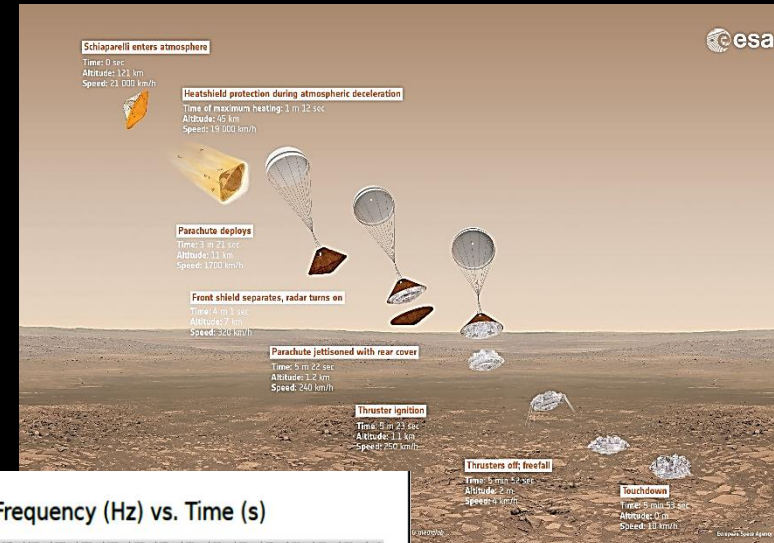 esa
Schiaparelli enters atmosphere
Time: 0 sec
Altitude: 121 km
Speed: 21 000 km/h
Heatshield protection during atmospheric deceleration
Time of maximum heating: 1 m 12 sec
Altitude: 45 km
Speed: 19 000 km/h
Parachute deploys
Time: 3 m 21 sec
Altitude: 11 km
Speed: 1700 km/h
Front shield separates, radar turns on
Time: 4 m 1 sec
Altitude: 7 km
Speed: 320 km/h
Parachute jettisoned with rear cover
Time: 5 m 22 sec
Altitude: 1.2 km
Speed: 240 km/h
Thruster ignition
Time: 5 m 23 sec
Altitude: 1.1 km
Speed: 250 km/h
Thrusters off; freefall
Time: 5 min 52 sec
Altitude: 2 m
Speed: 4 km/h
Touchdown
Time: 5 min 53 sec
Altitude: 0 m
Speed: 10 km/h
Frequency (Hz) vs. Time (s)
European Space Agency